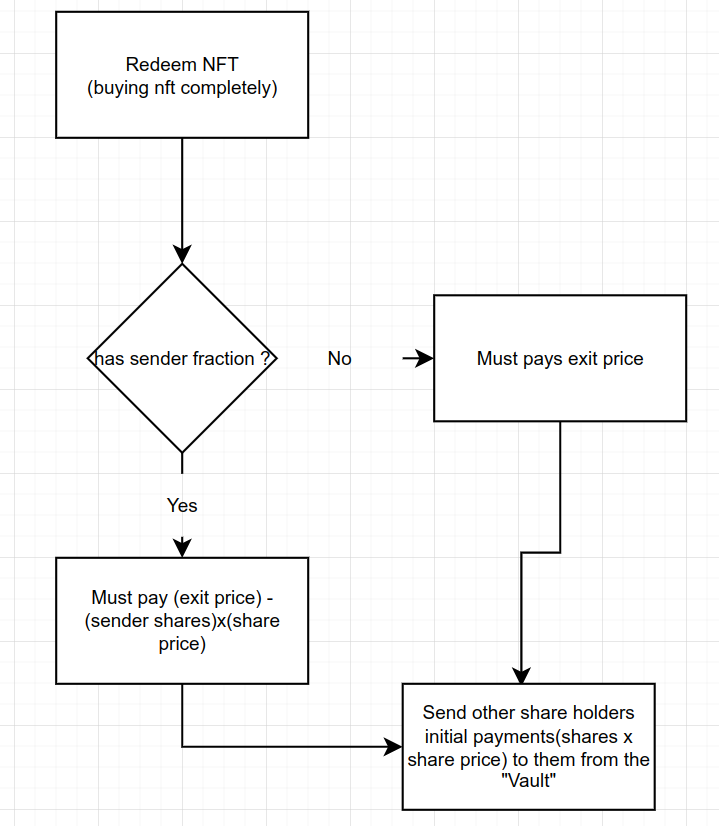 Redeem NFT
(buying nft completely)
has sender fraction ?
No
Must pays exit price
Yes
Must pay (exit price) -
(sender shares)x(share
price)
Send other share holders
initial payments(shares x
share price) to them from the
"Vault"